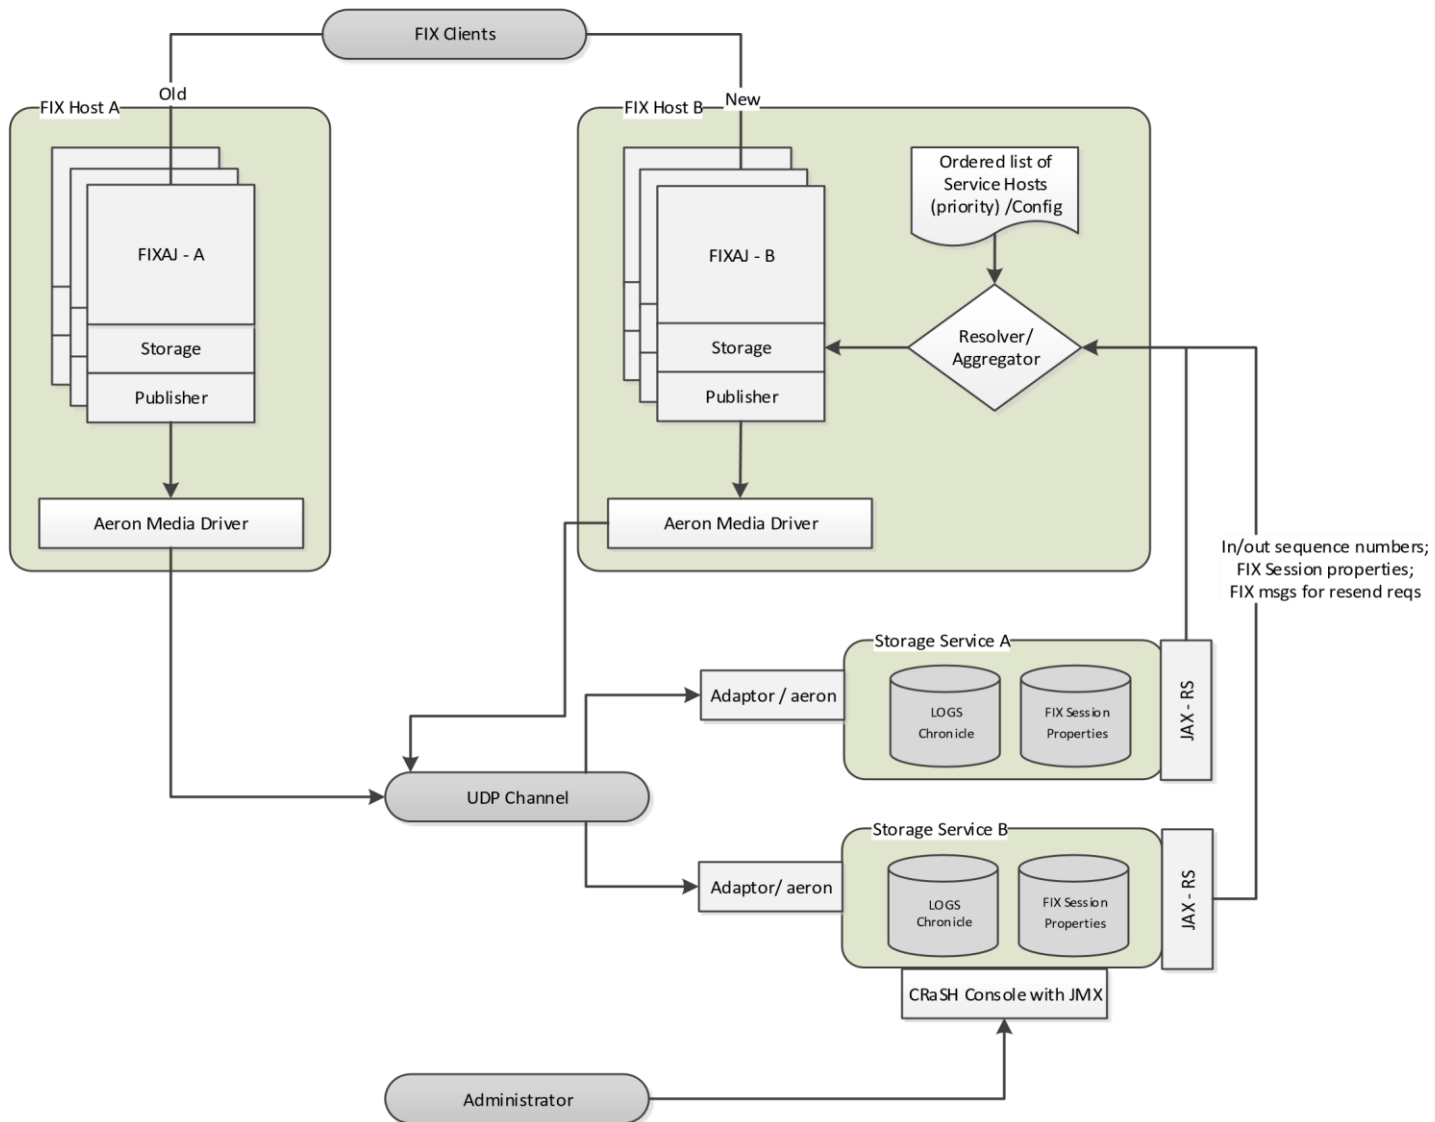 FIX Clients
Old
New
FIX Host A
FIX Host B
FIXAJ - A
Storage
Publisher
Aeron Media Driver
FIXAJ - B
Storage
Publisher
Aeron Media Driver
Ordered list of
Service Hosts
(priority) /Config
Resolver/
Aggregator
In/out sequence numbers;
FIX Session properties;
FIX msgs for resend reqs
Storage Service A
Adaptor / aeron
LOGS
Chronicle
FIX Session
Properties
JAX - RS
UDP Channel
Storage Service B
Adaptor/ aeron
LOGS
Chronicle
FIX Session
Properties
JAX - RS
CRaSH Console with JMX
Administrator